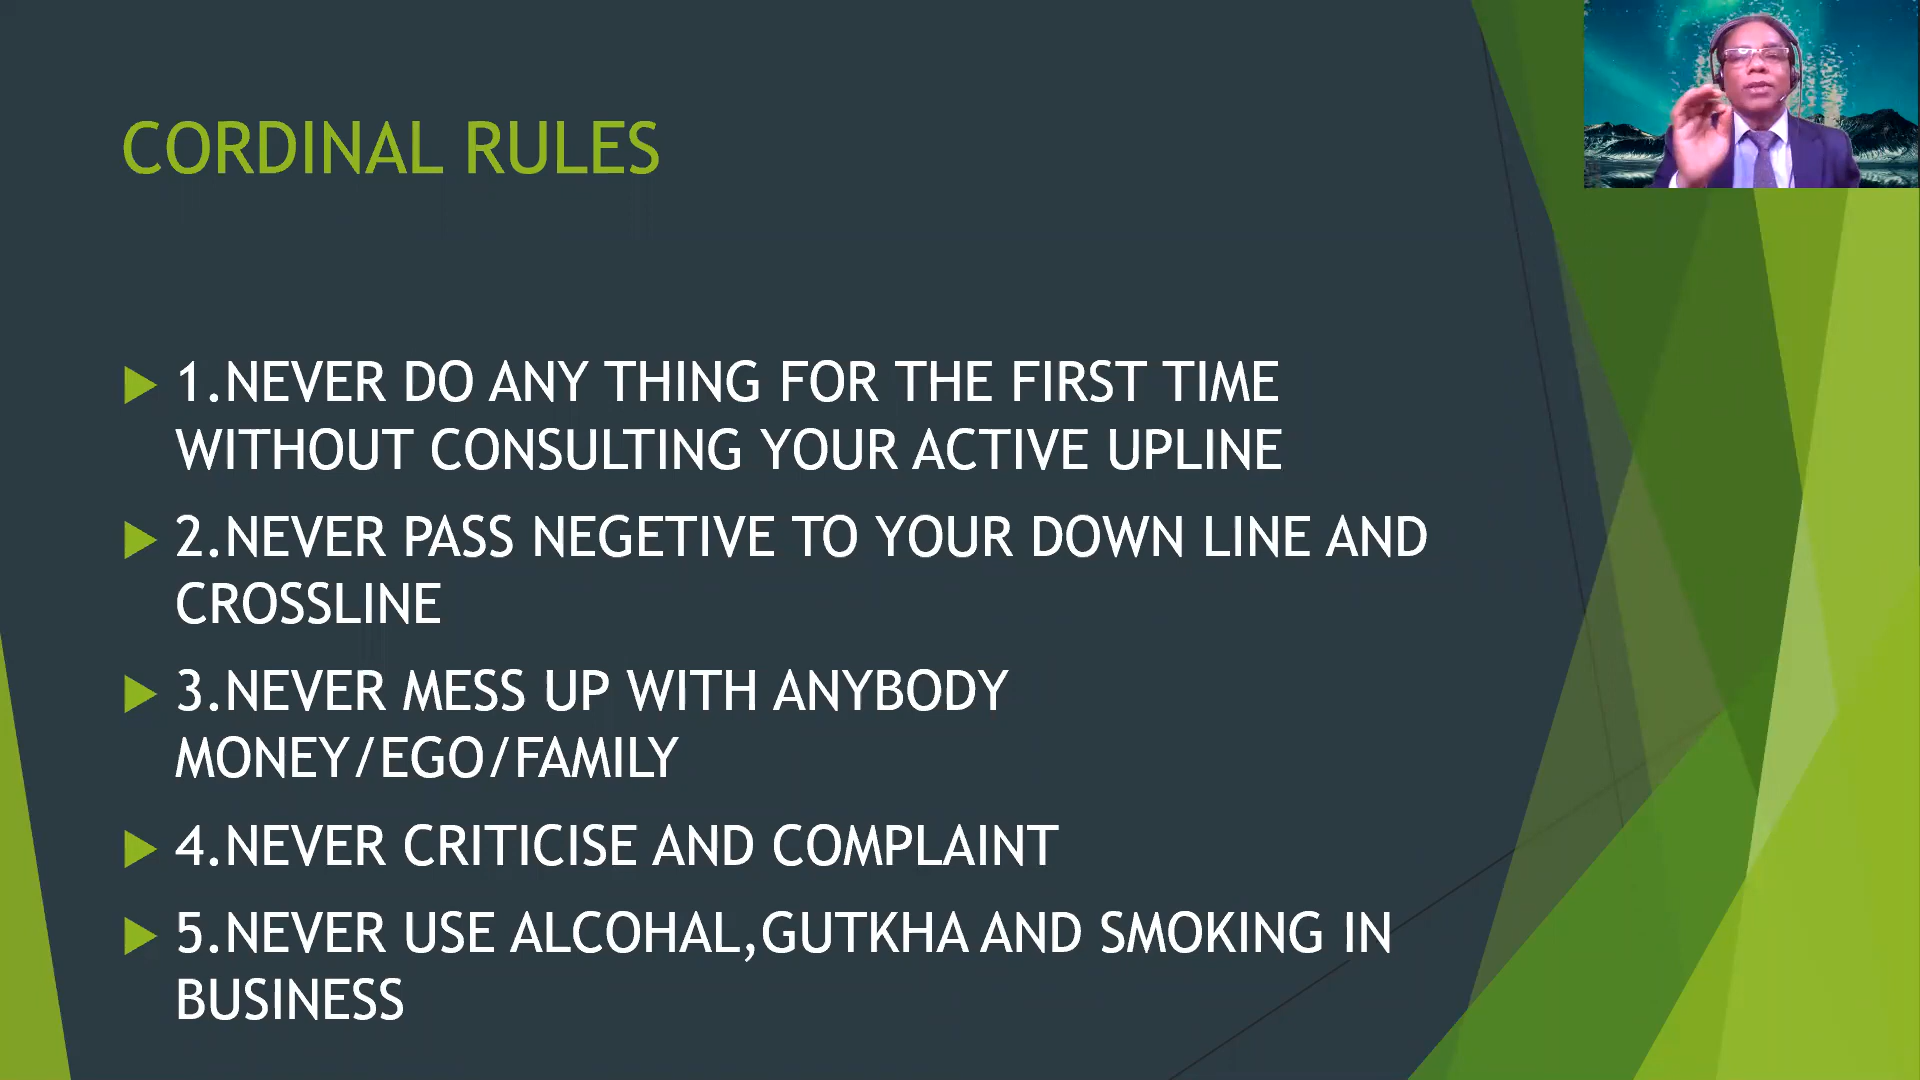 CORDINAL RULES
1.NEVER DO ANY THING FOR THE FIRST TIME
WITHOUT CONSULTING YOUR ACTIVE UPLINE
2.NEVER PASS NEGETIVE TO YOUR DOWN LINE AND
CROSSLINE
3.NEVER MESS UP WITH ANYBODY
MONEY/EGO/FAMILY
4.NEVER CRITICISE AND COMPLAINT
5.NEVER USE ALCOHAL,GUTKHA AND SMOKING IN
BUSINESS